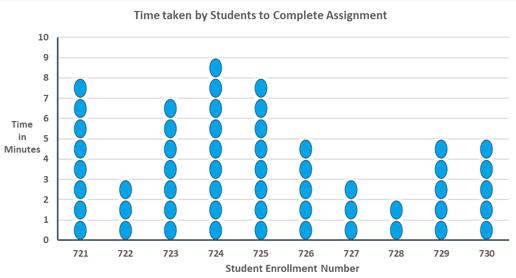 Time taken by Students to Complete Assignment
10
9
8
7
6
5
4
3
2
1
0
Time
in
Minutes
721 722 723 724 725 726 727 728 729 730
Student Enrollment Number